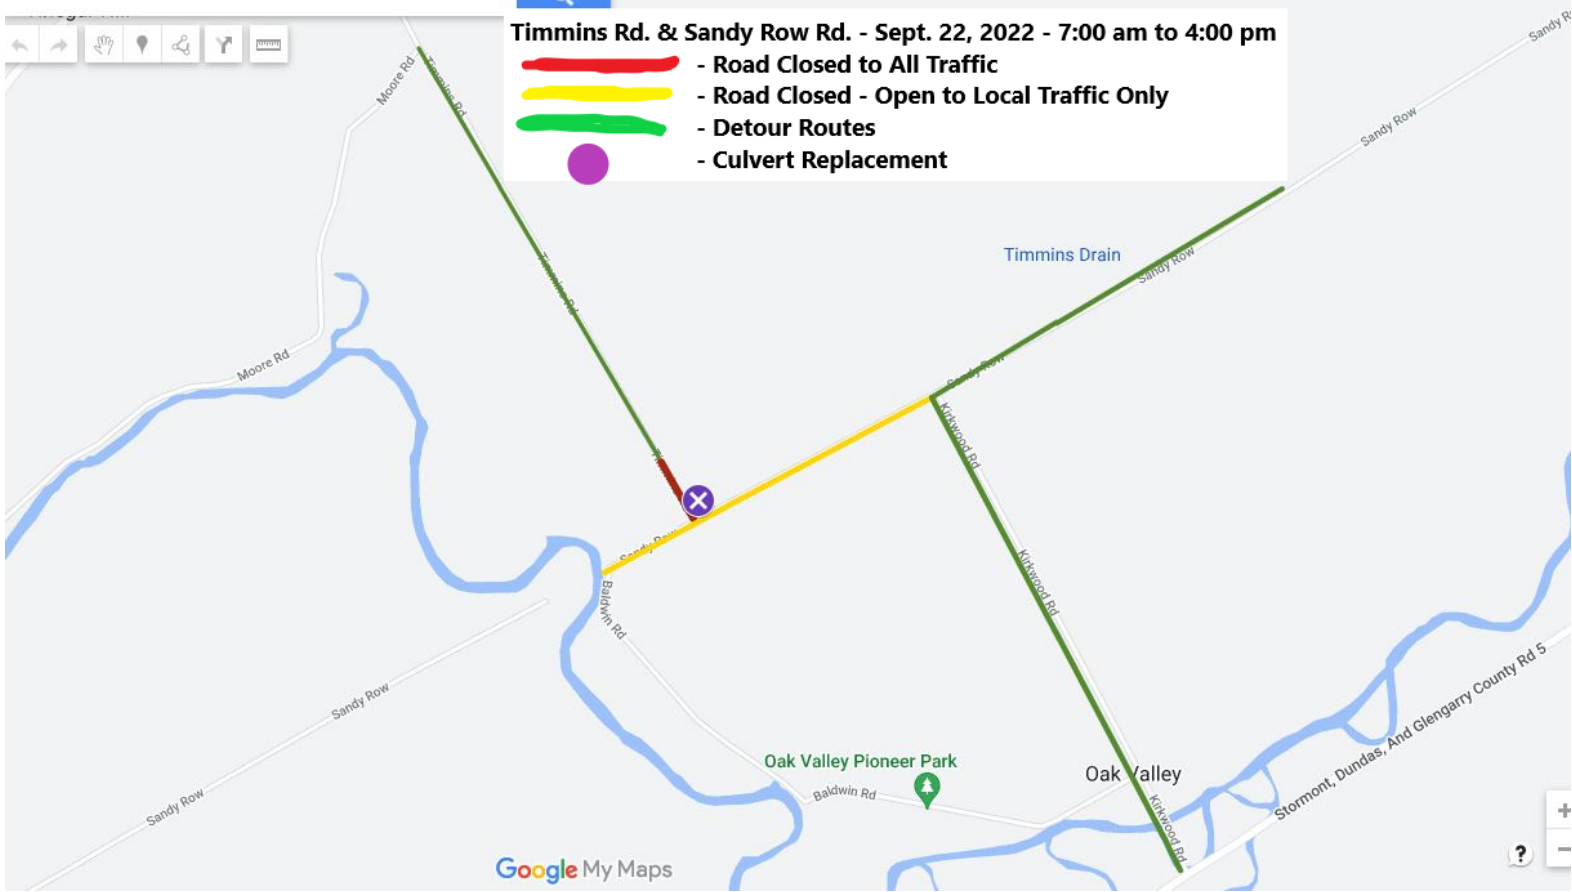 Timmins Rd. & Sandy Row Rd. - Sept. 22, 2022 - 7:00 am to 4:00 pm
- Road Closed to All Traffic
- Road Closed - Open to Local Traffic Only
- Detour Routes
- Culvert Replacement
Moore Rd
Timmins Rd
Sandy Row
Timmins Drain
Timmins Rd
Sandy Row
Moore Rd
Sandy Row
Kirkwood Rd
Sandy Row
Kirkwood Rd
Baldwin Rd
Sandy Row
Stormont, Dundas, And Glengarry County Rd 5
Oak Valley Pioneer Park
Oak Valley
Baldwin Rd
Sandy Row
Kirkwood Rd
Google My Maps
?